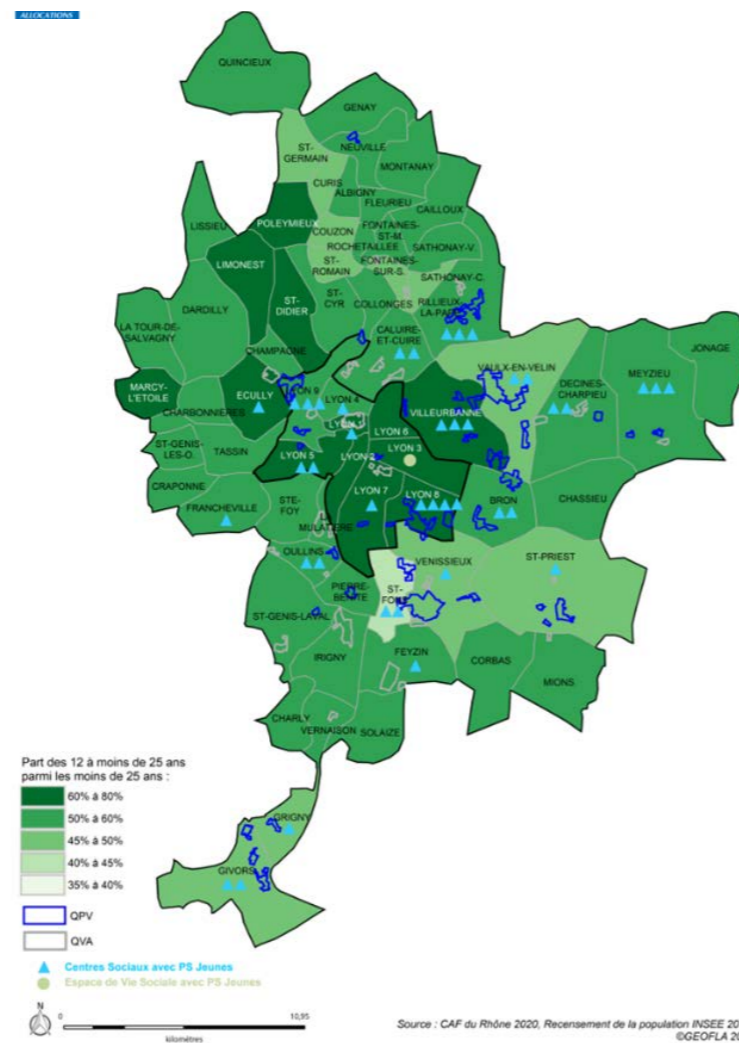 ALLOCATIONS
QUINCIEUX
GENAY
NEUVILLE
ST-
GERMAIN
MONTANAY
CURIS
ALBIGNY
FLEURIEU
CAILLOUX
POLEYMIEUX
COUZON
FONTAINES-
ST-M.
LISSIEU
ROCHETAILLEE
SATHONAY-V.
LIMONEST
ST-
ROMAIN
FONTAINES-
SUR-S.
SATHONAY-C.
ST-
DIDIER
ST-
CYR
COLLONGES
RILLIEUX
LA-PAPE
DARDILLY
LA TOUR-DE-
SALVAGNY
CALUIRE-
ET-CUIRE
JONAGE
CHAMPAGNE
VAULX-EN-VELIN
MEYZIEU
MARCY-
L'ETOILE
ECULLY
LYON 9
LYON 4
DECINES-
CHARPIEU
CHARBONNIERES
VILLEURBANNE
LYON 6
ST-GENIS-
LES-O.
TASSIN
LYON 3
LYON 5
CRAPONNE
LYON 7
LYON 8
CHASSIEU
FRANCHEVILLE
STE-
FOY
BRON
MULATIERE
OULLINS
VENISSIEUX
ST-PRIEST
PIERRE-
BENITE
ST-
FONS
ST-GENIS-LAVAL
IRIGNY
FEYZIN
CORBAS
MIONS
CHARLY
VERNAISON
SOLAIZE
Part des 12 à moins de 25 ans
parmi les moins de 25 ans :
60% à 80%
50% à 60%
45% à 50%
40% à 45%
35% à 40%
GRIGNY
GIVORS
QPV
QVA
Centres Sociaux avec PS Jeunes
Espace de Vie Sociale avec PS Jeunes
N
0
10,95
kilomètres
Source : CAF du Rhône 2020, Recensement de la population INSEE 20
©GEOFLA 20